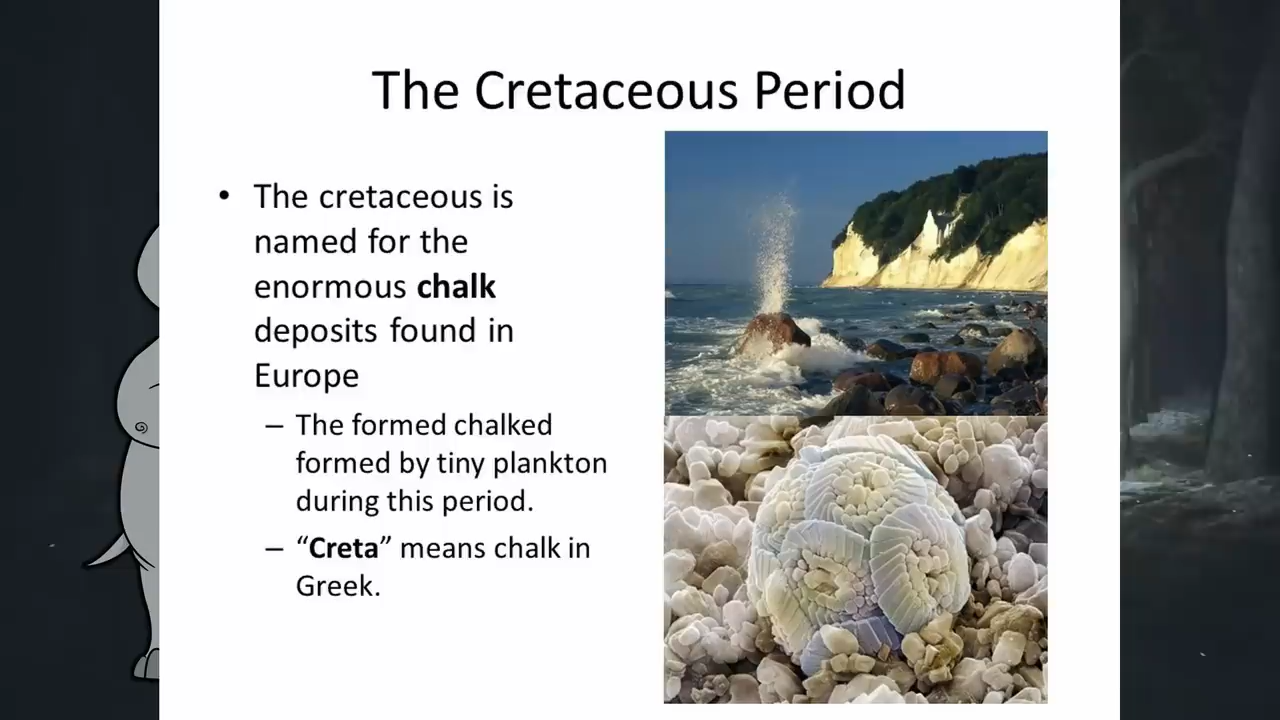 The Cretaceous Period
• The cretaceous is
named for the
enormous chalk
deposits found in
Europe
– The formed chalked
formed by tiny plankton
during this period.
– “Creta” means chalk in
Greek.